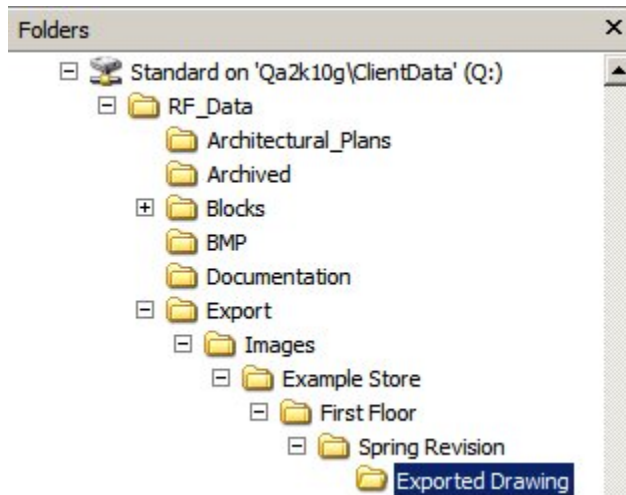 Folders
Standard on 'Qa2k10g\ClientData' (Q:)
RF_Data
Architectural_Plans
Archived
Blocks
BMP
Documentation
Export
Images
Example Store
First Floor
Spring Revision
Exported Drawing